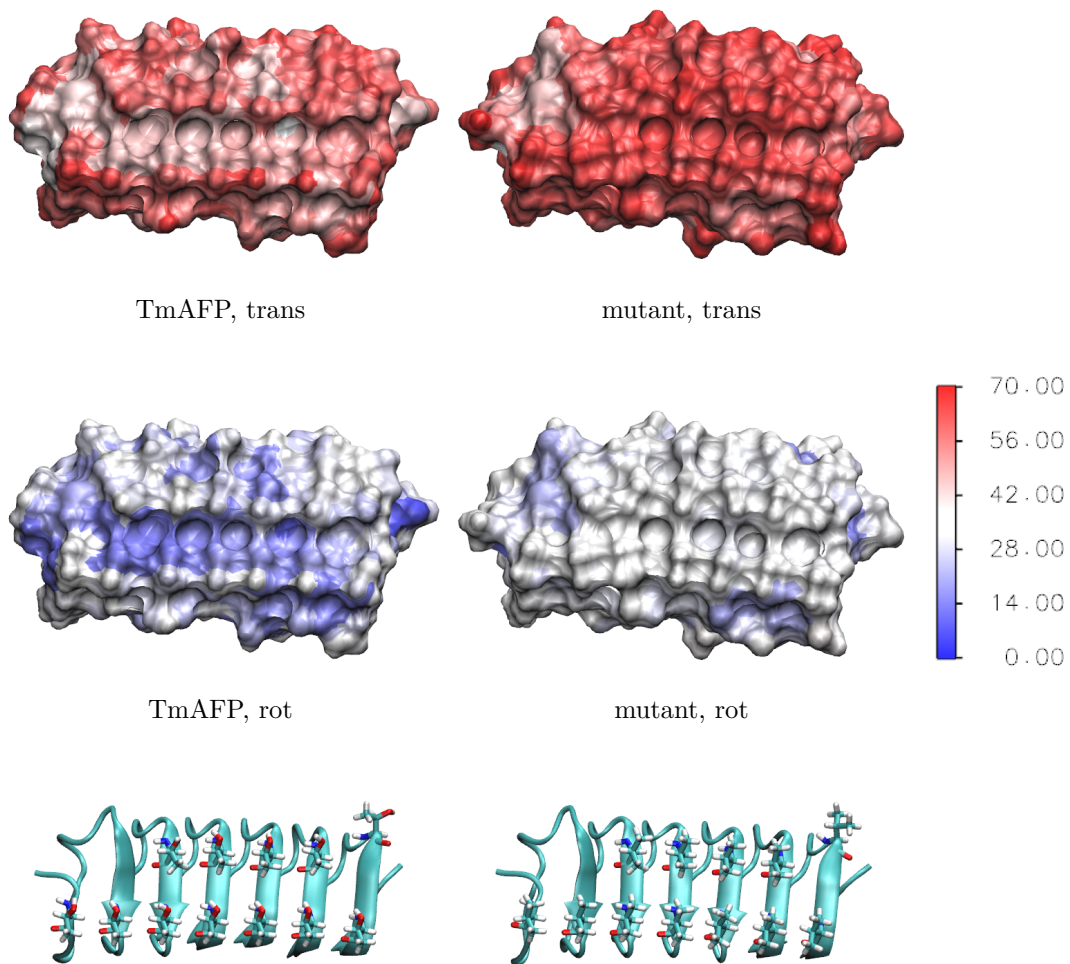 TmAFP, trans
mutant, trans
70.00
56.00
42.00
28.00
14.00
0.00
TmAFP, rot
mutant, rot